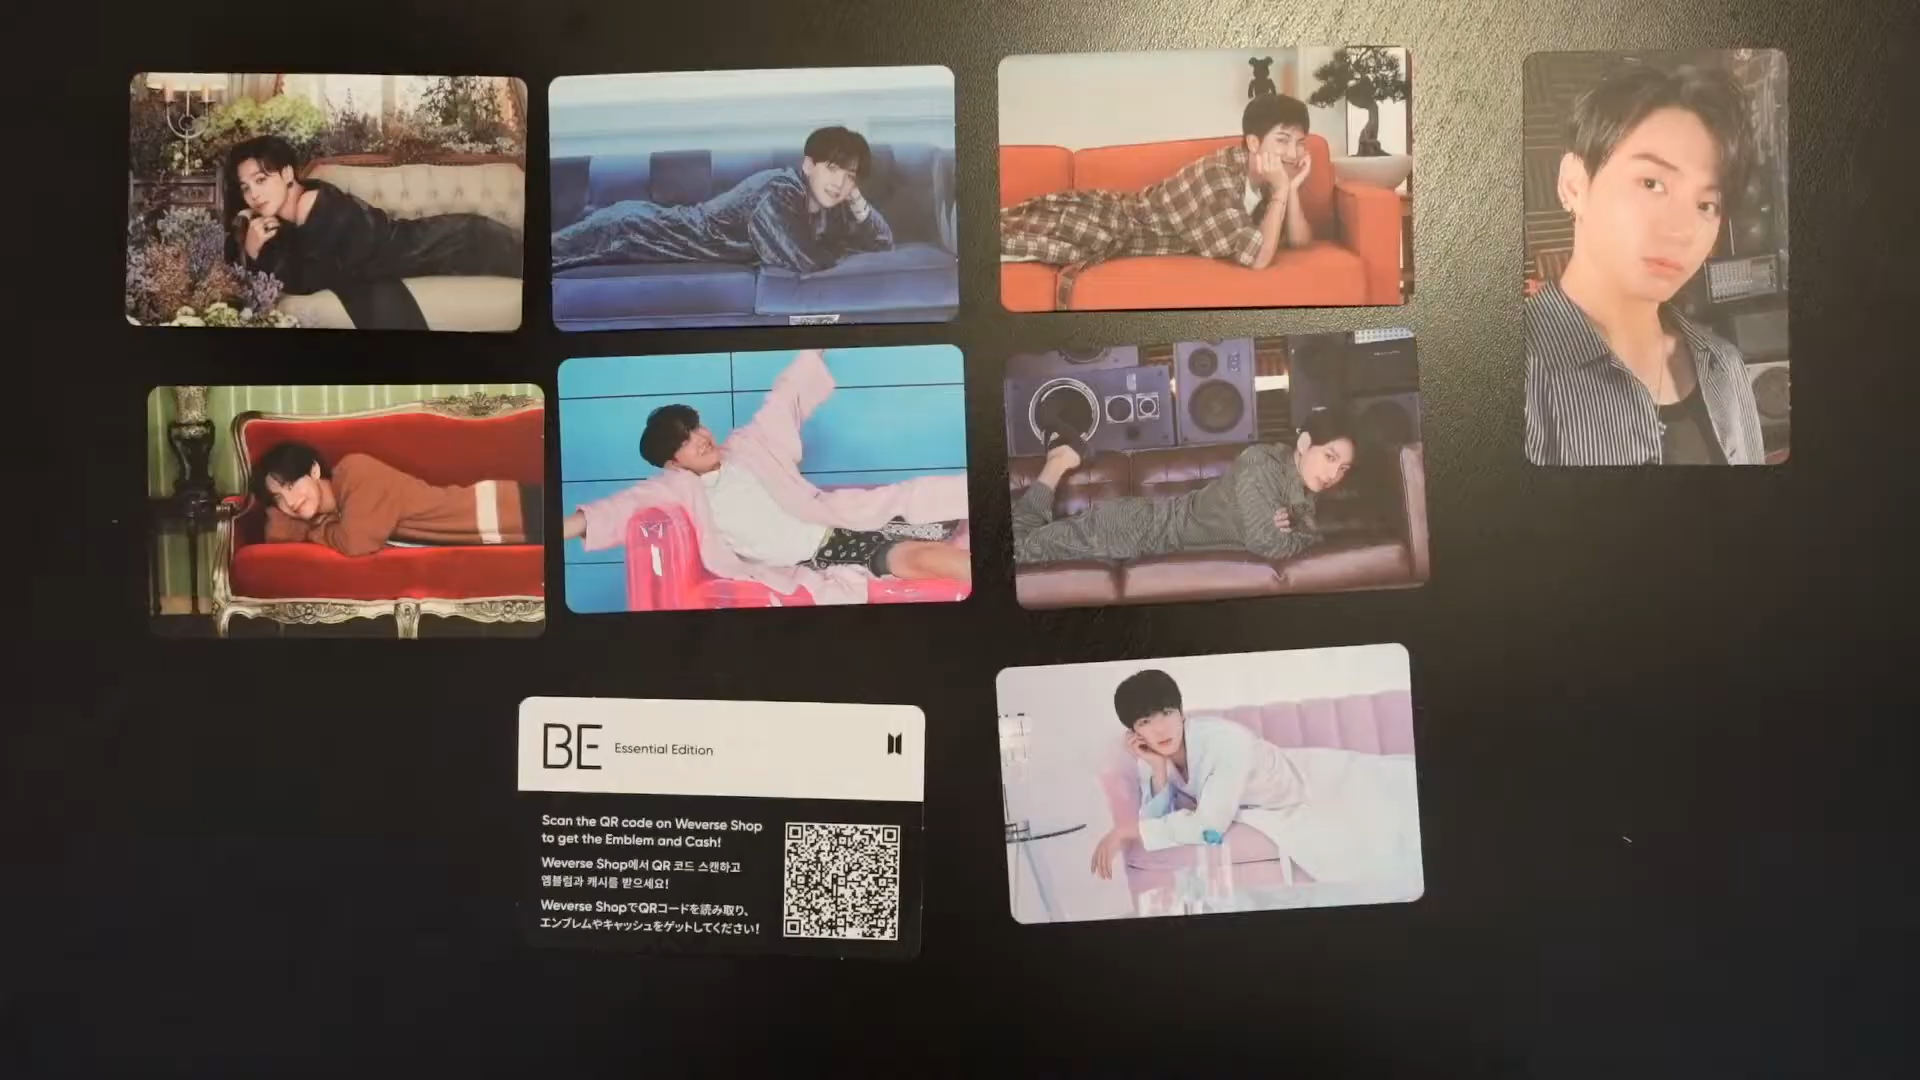 BE Essential Edition
Scan the QR code on Weverse Shop
to get the Emblem and Cash!
Weverse Shop에서 QR 코드 스캔하고
엠블럼과 캐시를 받으세요!
Weverse ShopでQRコードを読み取り、
エンブレムやキャッシュをゲットしてください!